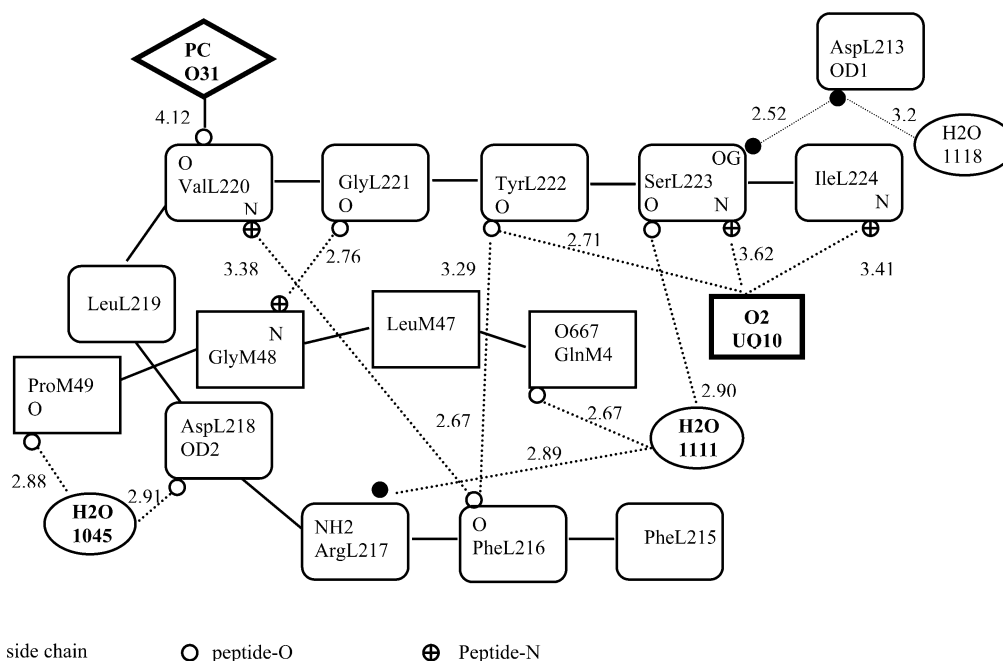 PC
O31
AspL213
OD1
4.12
2.52
3.2
H2O
1118
O
ValL220
N
GlyL221
O
TyrL222
O
OG
SerL223
O
N
IleL224
N
3.38
2.76
3.29
2.71
3.62
3.41
LeuL219
N
GlyM48
LeuM47
O667
GlnM4
O2
UQ10
ProM49
O
AspL218
OD2
2.67
2.67
2.90
H2O
1111
2.88
2.91
2.89
H2O
1045
NH2
ArgL217
O
PheL216
PheL215
side chain
peptide-O
Peptide-N